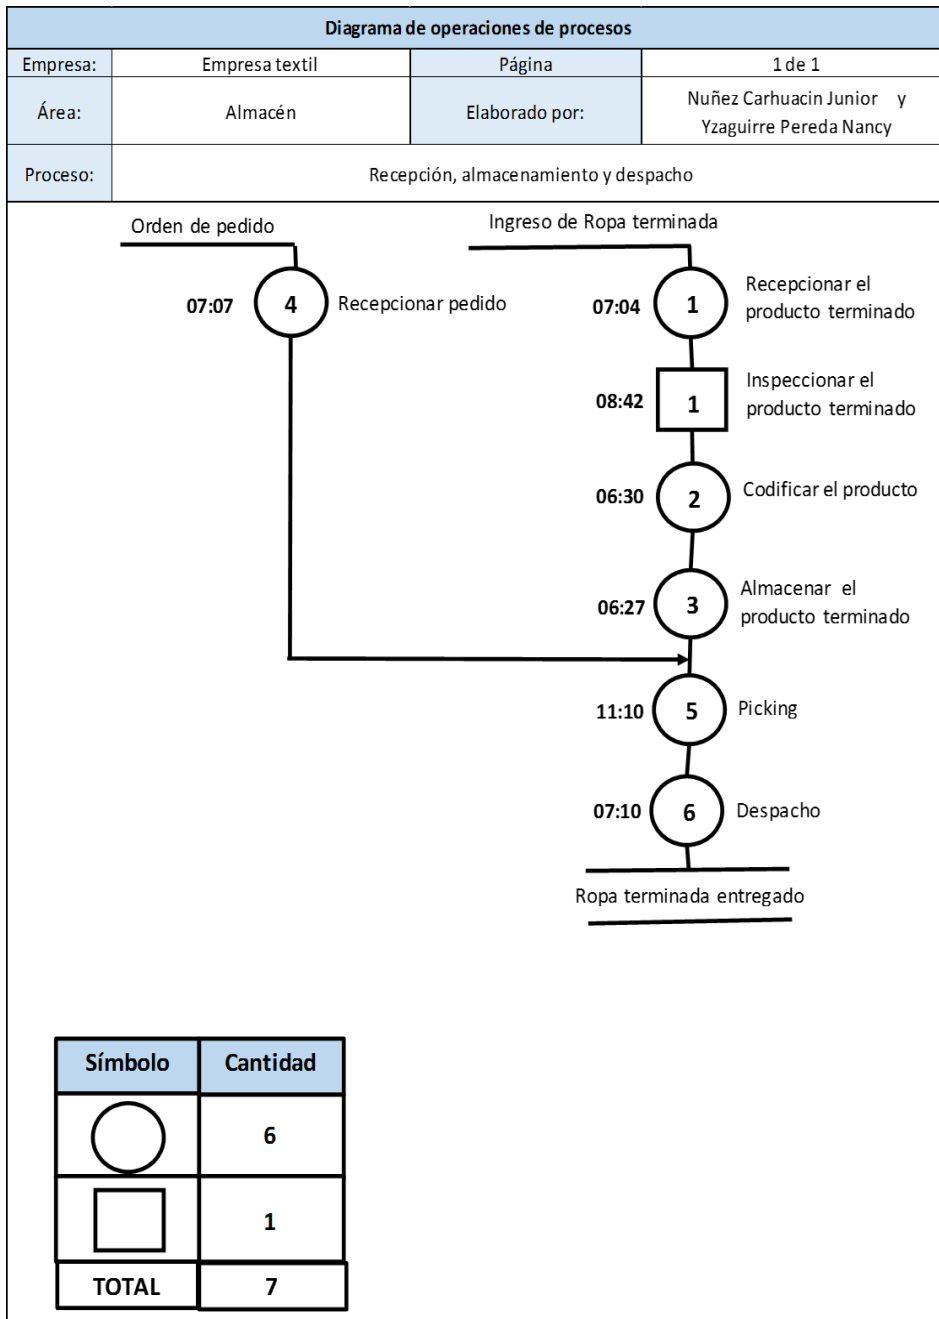 Diagrama de operaciones de procesos
Empresa: Empresa textil Página 1 de 1
Área: Almacén Elaborado por: Nuñez Carhuacin Junior y
Yzaguirre Pereda Nancy
Proceso: Recepción, almacenamiento y despacho
Orden de pedido
Ingreso de Ropa terminada
07:07 4 Recepcionar pedido
07:04 1 Recepcionar el
producto terminado
08:42 1 Inspeccionar el
producto terminado
06:30 2 Codificar el producto
06:27 3 Almacenar el
producto terminado
11:10 5 Picking
07:10 6 Despacho
Ropa terminada entregado
Símbolo Cantidad
6
1
TOTAL 7